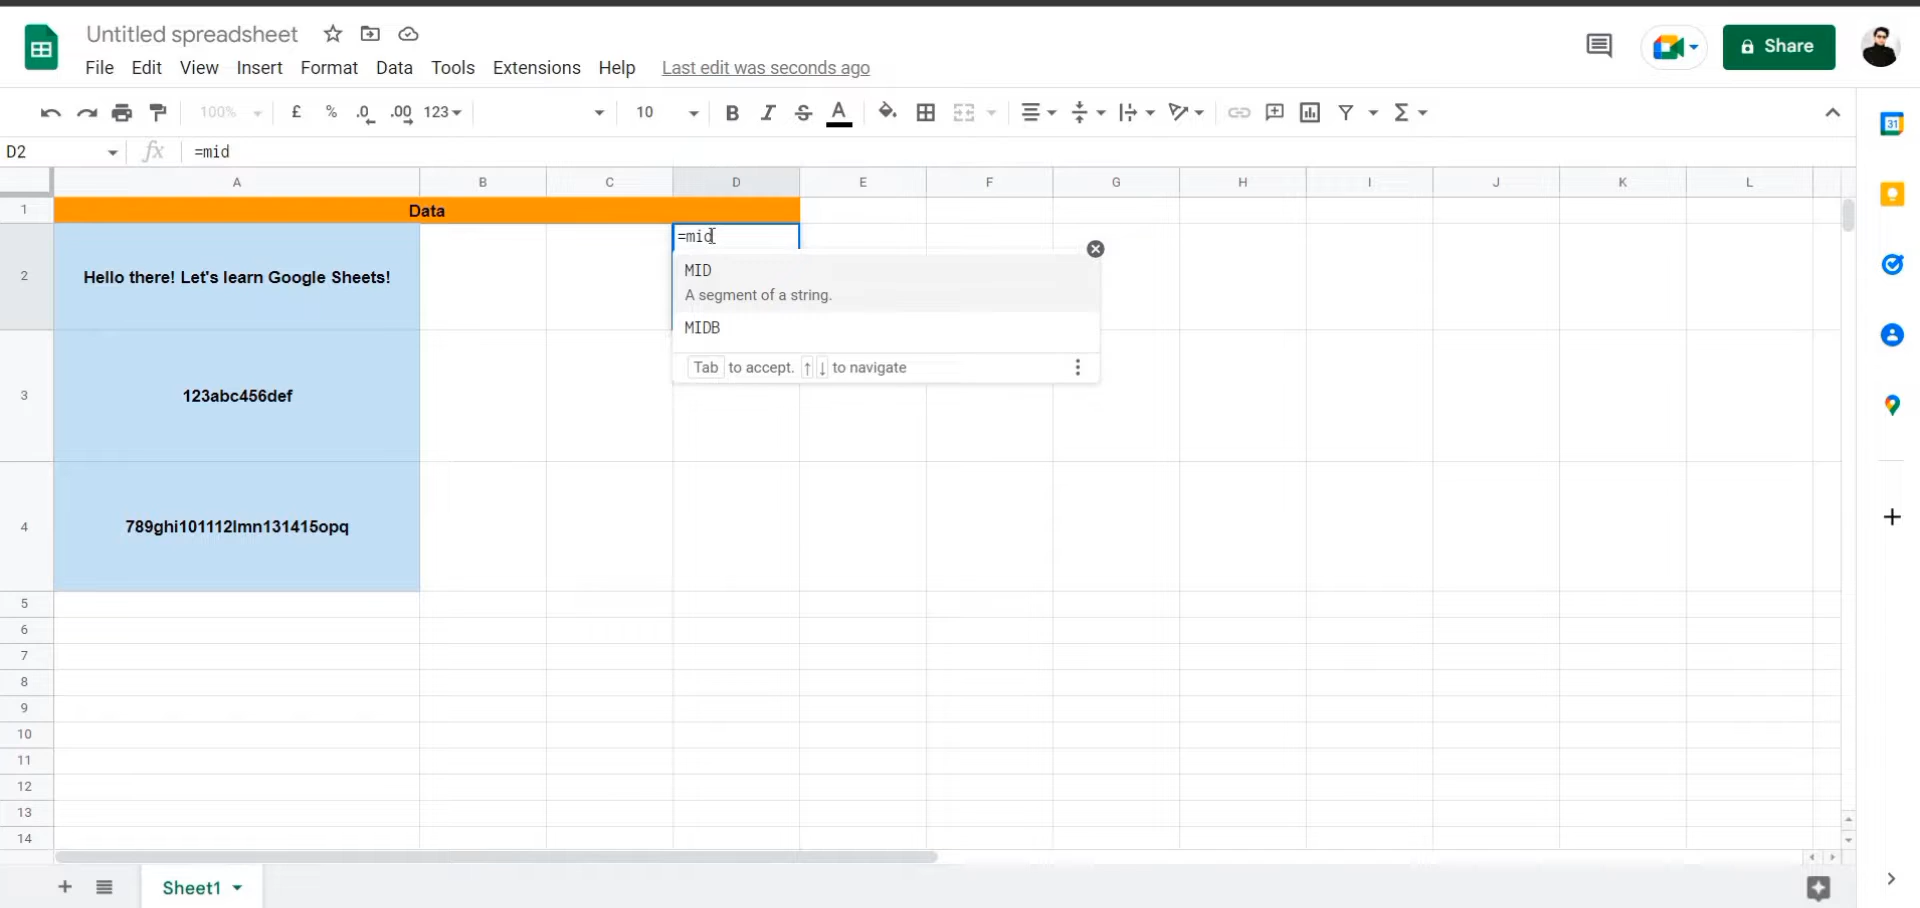 Untitled spreadsheet
File Edit View Insert Format Data Tools Extensions Help Last edit was seconds ago
Share
100% £ % .0 .00 123 10 B I S A Σ
31
D2 fx =mid
A B C D E F G H I J K L
1 Data
2 Hello there! Let's learn Google Sheets! =mid
MID
A segment of a string.
MIDB
Tab to accept. ↑ ↓ to navigate
3 123abc456def
4 789ghi101112lmn131415opq
5
6
7
8
9
10
11
12
13
14
Sheet1